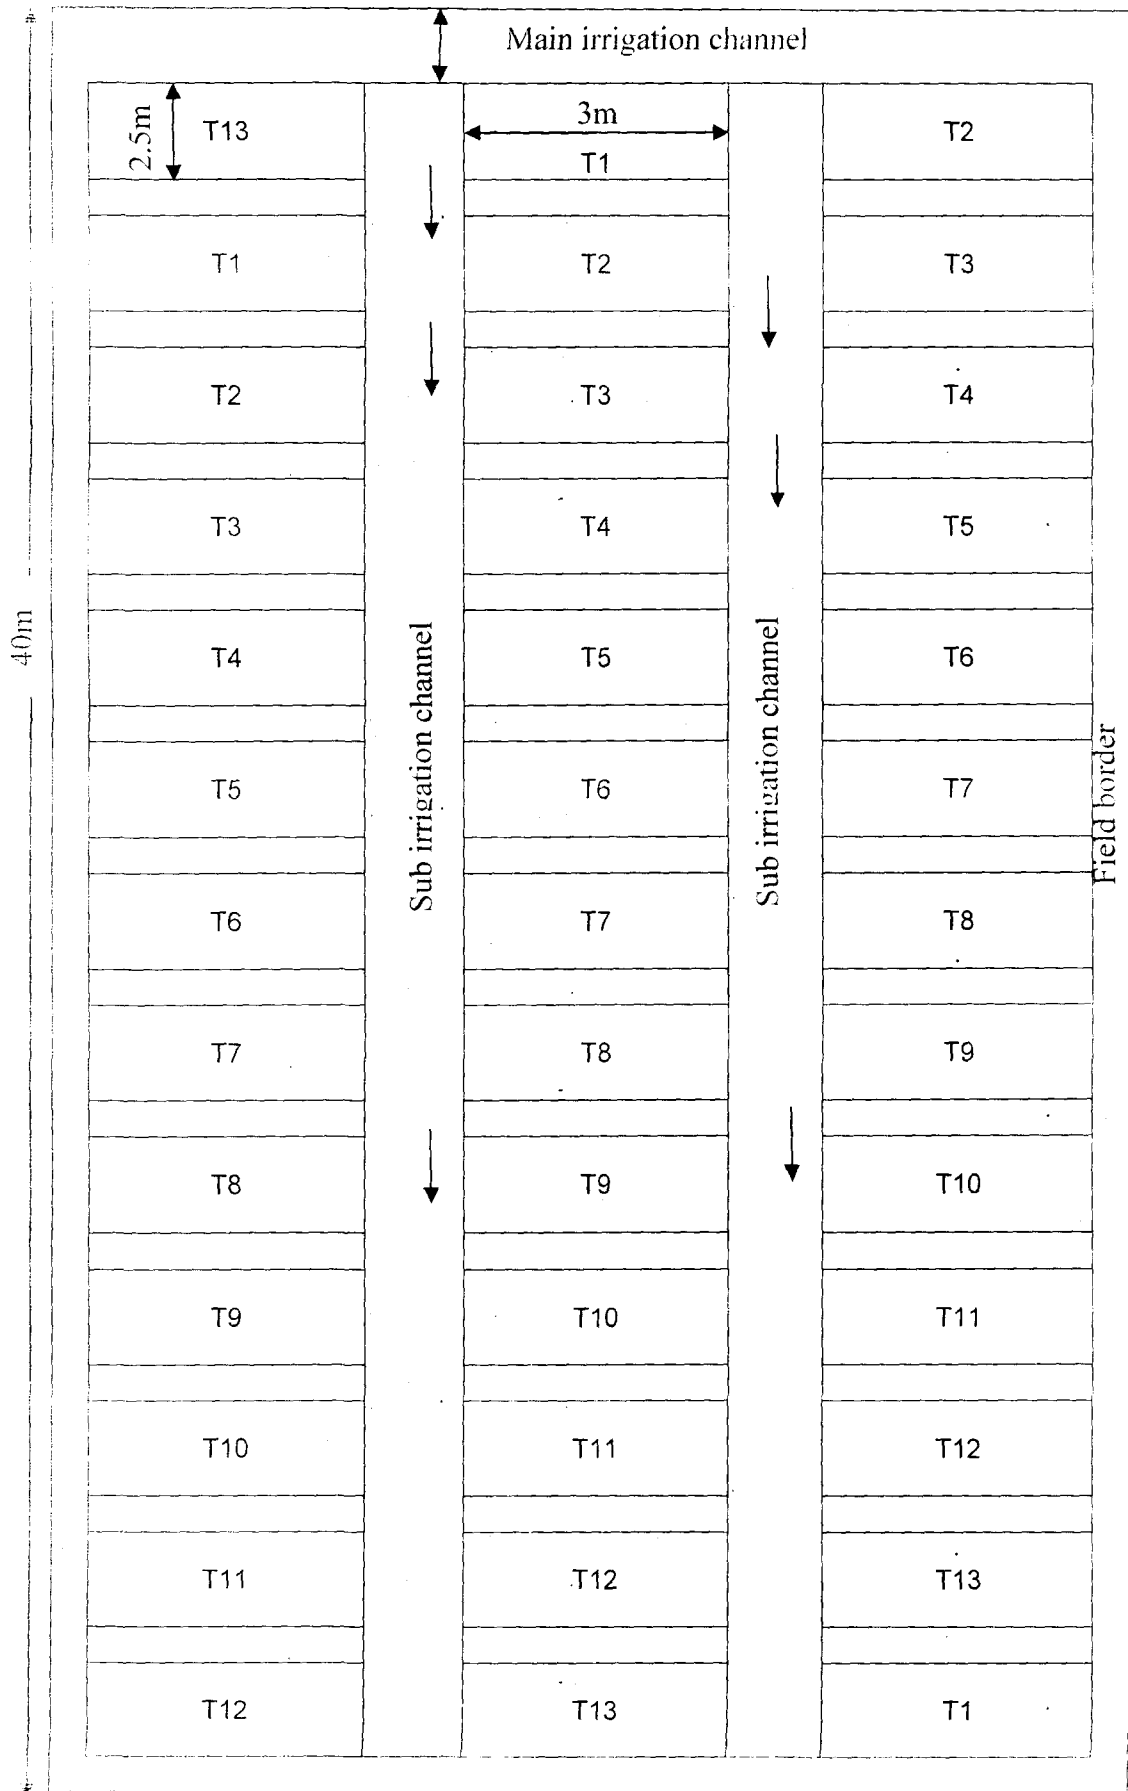 Main irrigation channel
T13
2.5m
3m
T1
T2
T1
T2
T3
T2
T3
T4
T3
T4
T5
T4
T5
T6
T5
T6
T7
T6
T7
T8
T7
T8
T9
T8
T9
T10
T9
T10
T11
T10
T11
T12
T11
T12
T13
T12
T13
T1
40m
Sub irrigation channel
Sub irrigation channel
Field border